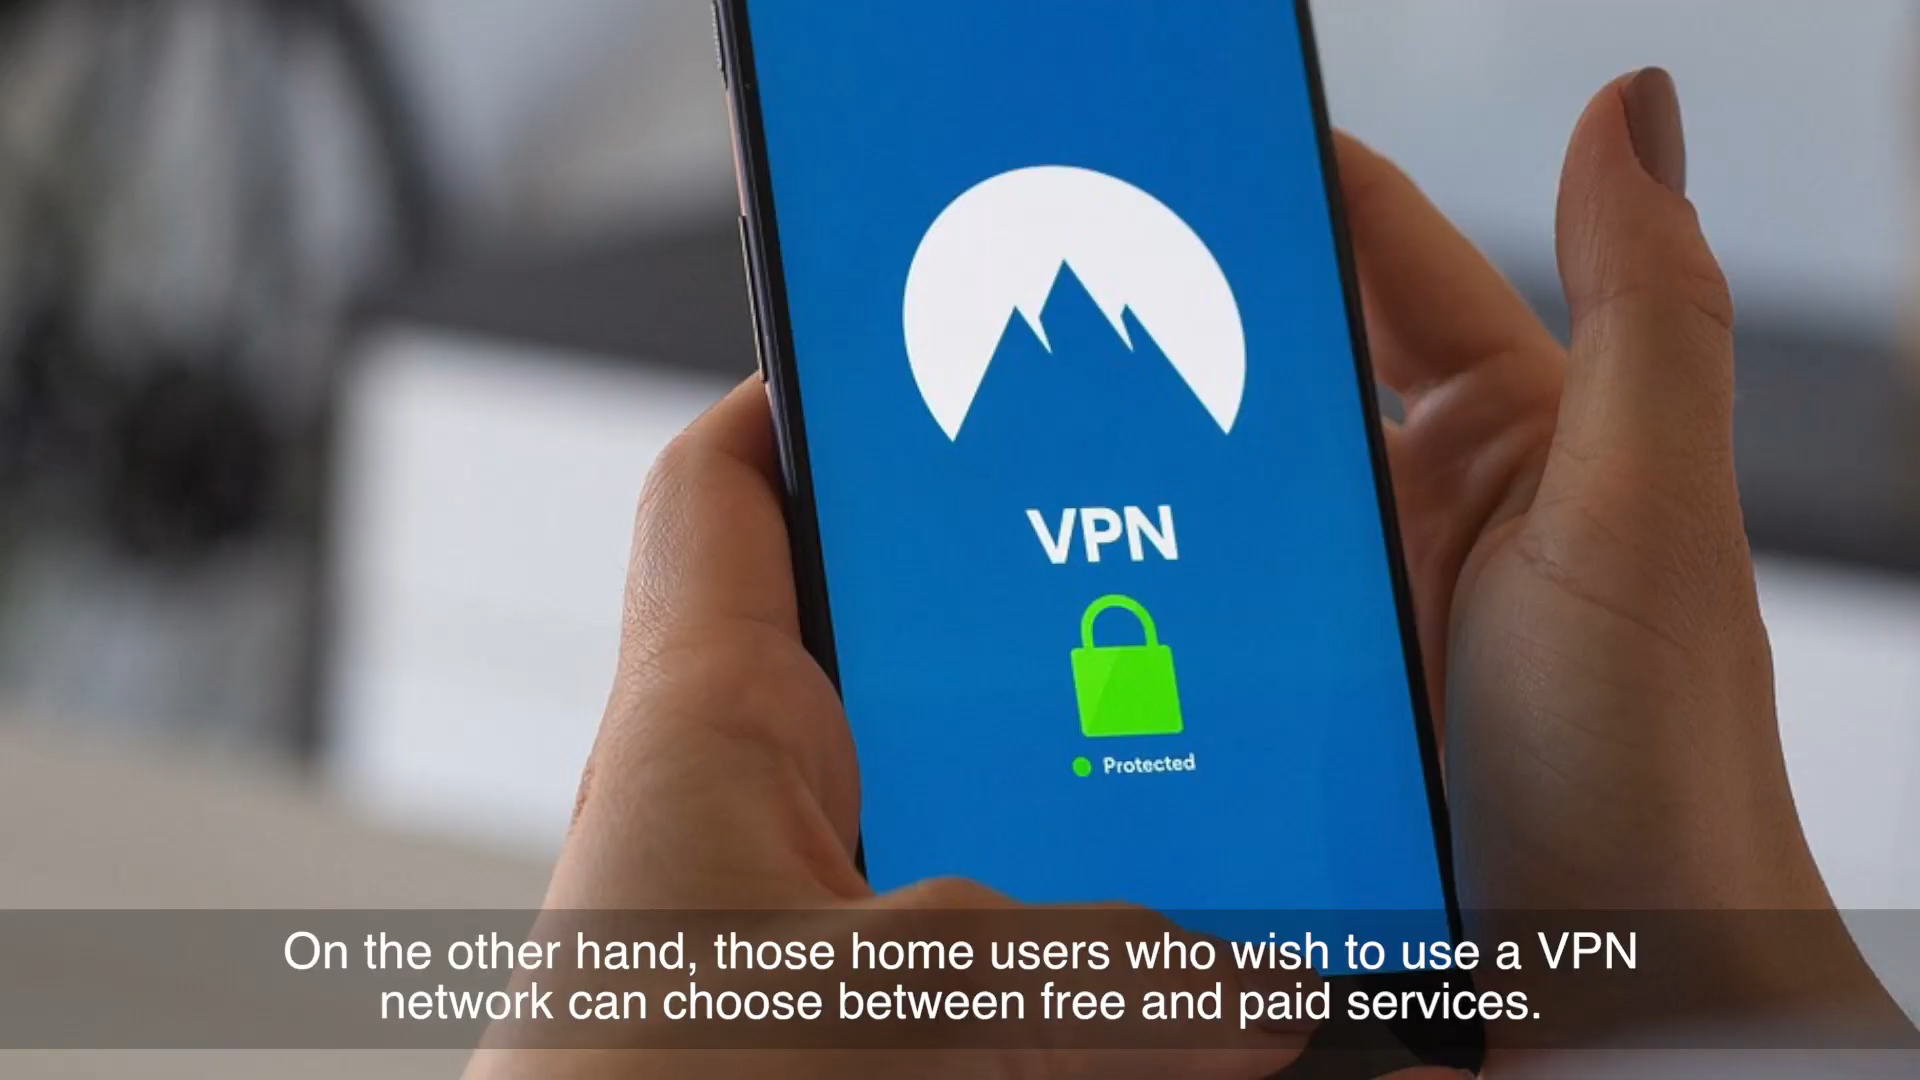 VPN
Protected
On the other hand, those home users who wish to use a VPN
network can choose between free and paid services.